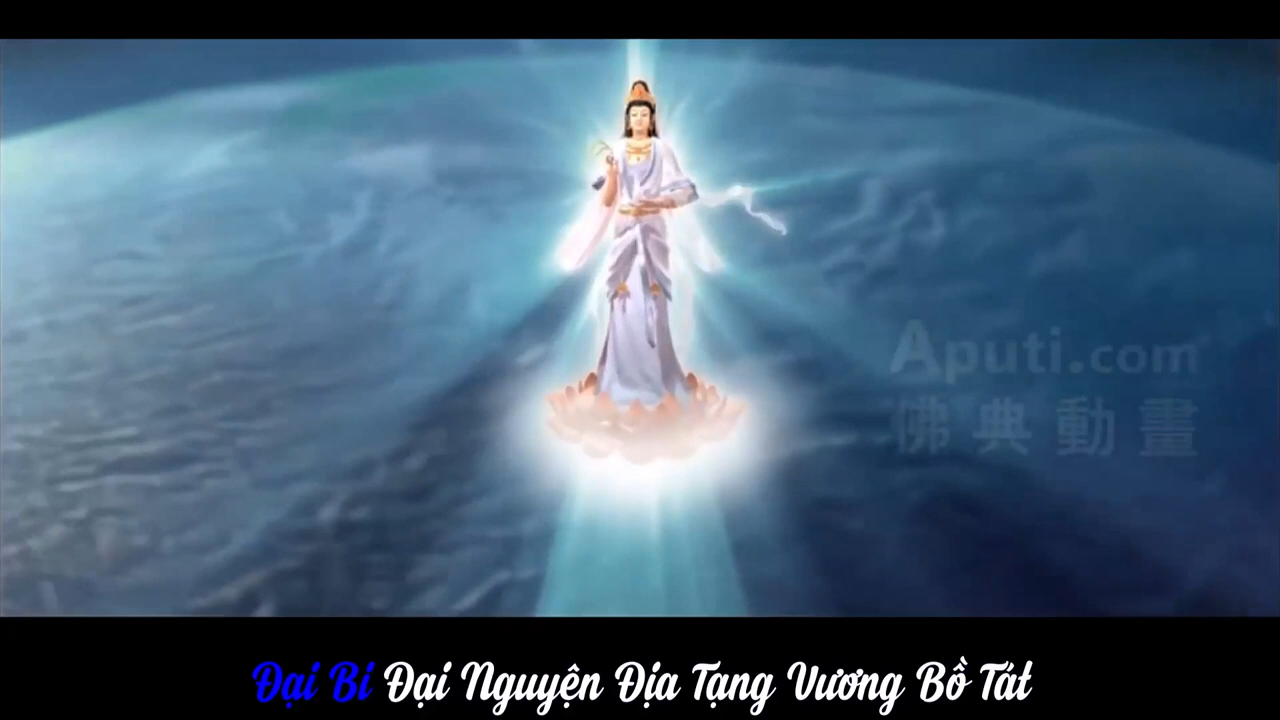 Aputi.com
佛典動畫
Đại Bi Đại Nguyện Địa Tạng Vương Bồ Tát